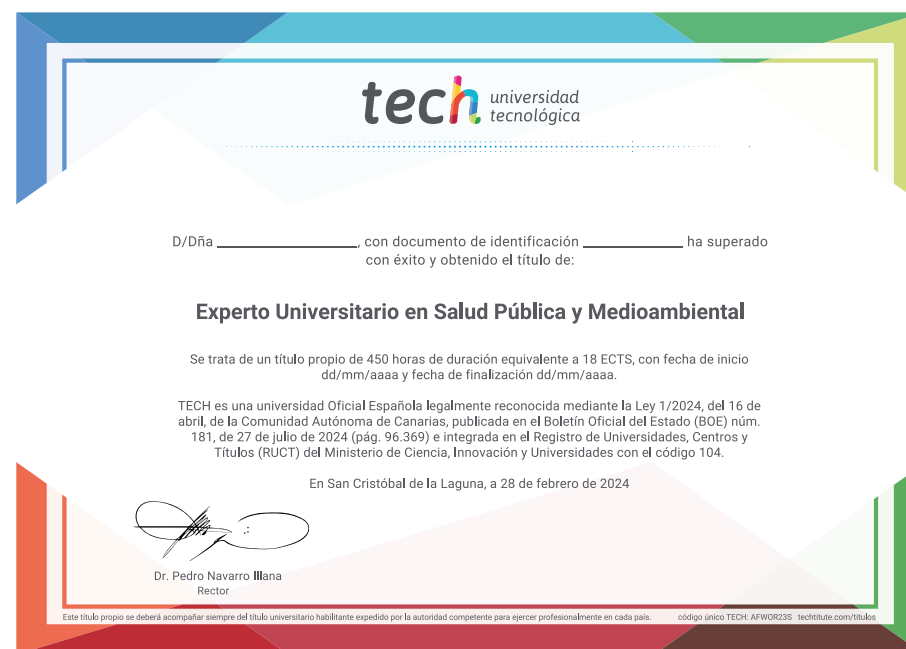 tech universidad
tecnológica
D/Dña ____________________, con documento de identificación ______________ ha superado
con éxito y obtenido el título de:
Experto Universitario en Salud Pública y Medioambiental
Se trata de un título propio de 450 horas de duración equivalente a 18 ECTS, con fecha de inicio
dd/mm/aaaa y fecha de finalización dd/mm/aaaa.
TECH es una universidad Oficial Española legalmente reconocida mediante la Ley 1/2024, del 16 de
abril, de la Comunidad Autónoma de Canarias, publicada en el Boletín Oficial del Estado (BOE) núm.
181, de 27 de julio de 2024 (pág. 96.369) e integrada en el Registro de Universidades, Centros y
Títulos (RUCT) del Ministerio de Ciencia, Innovación y Universidades con el código 104.
En San Cristóbal de la Laguna, a 28 de febrero de 2024
Dr. Pedro Navarro Illana
Rector
Este título propio se deberá acompañar siempre del título universitario habilitante expedido por la autoridad competente para ejercer profesionalmente en cada país. código único TECH: AFWOR23S techtitute.com/titulos